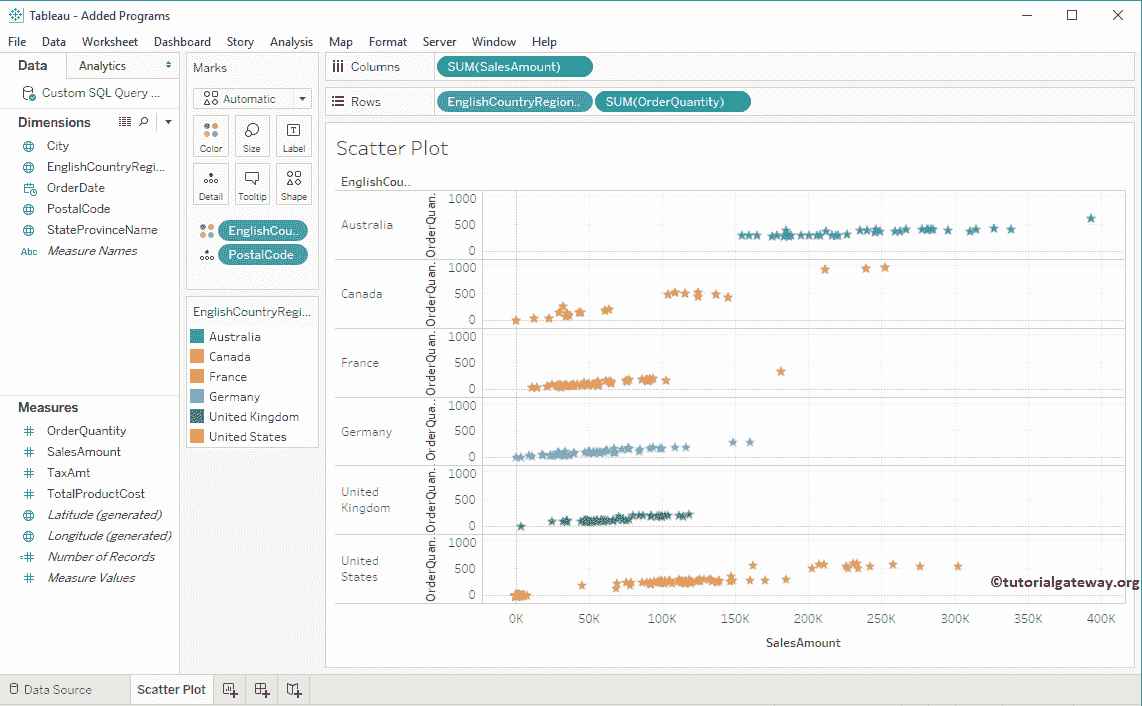 Tableau - Added Programs
File Data Worksheet Dashboard Story Analysis Map Format Server Window Help
Data Analytics
Custom SQL Query ...
Dimensions
City
EnglishCountryRegi...
OrderDate
PostalCode
StateProvinceName
Abc Measure Names
Measures
OrderQuantity
SalesAmount
TaxAmt
TotalProductCost
Latitude (generated)
Longitude (generated)
Number of Records
Measure Values
Marks
Automatic
Color Size Label
Detail Tooltip Shape
EnglishCou..
PostalCode
EnglishCountryRegi...
Australia
Canada
France
Germany
United Kingdom
United States
Columns SUM(SalesAmount)
Rows EnglishCountryRegion.. SUM(OrderQuantity)
Scatter Plot
EnglishCou..
Australia
OrderQuan..
1000
500
0
Canada
OrderQuan..
1000
500
0
France
OrderQuan..
1000
500
0
Germany
OrderQua..
1000
500
0
United
Kingdom
OrderQuan..
1000
500
0
United
States
OrderQuan..
1000
500
0
©tutorialgateway.org
0K 50K 100K 150K 200K 250K 300K 350K 400K
SalesAmount
Data Source Scatter Plot